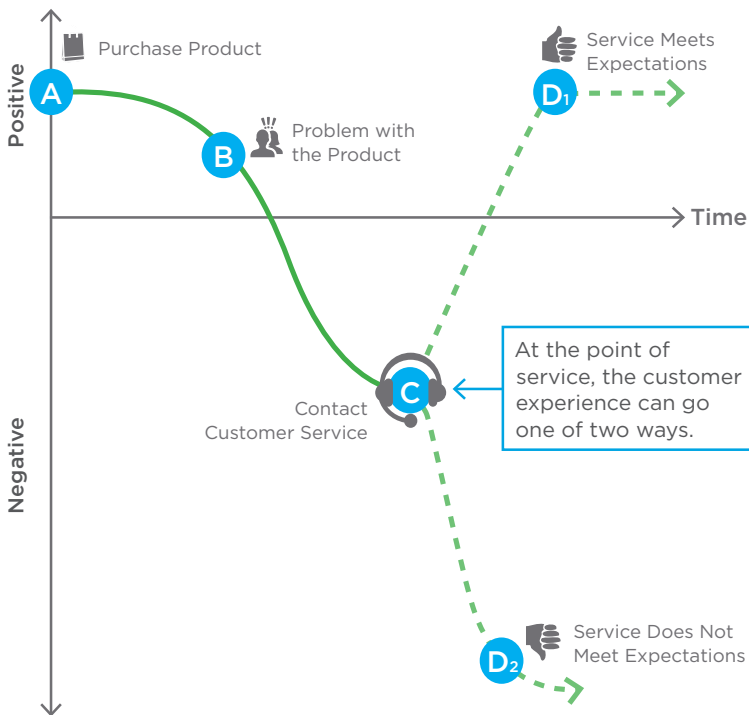 Purchase Product
A
Positive
B
Problem with
the Product
Service Meets
Expectations
D1
Time
At the point of
service, the customer
experience can go
one of two ways.
C
Contact
Customer Service
Negative
D2
Service Does Not
Meet Expectations